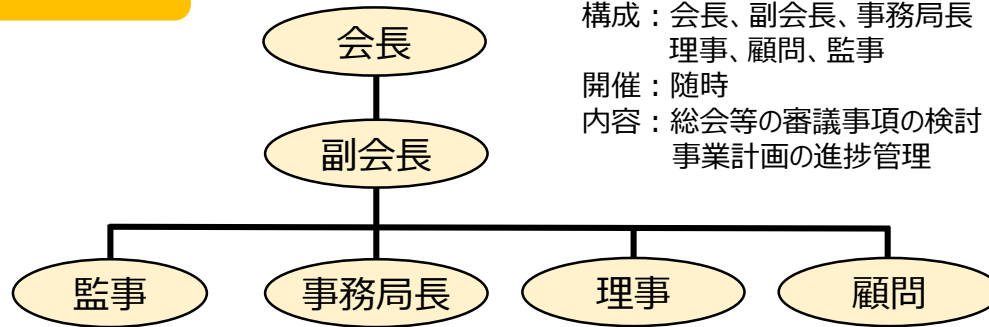 会長
構成：会長、副会長、事務局長
理事、顧問、監事
開催：随時
内容：総会等の審議事項の検討
事業計画の進捗管理
副会長
監事
事務局長
理事
顧問